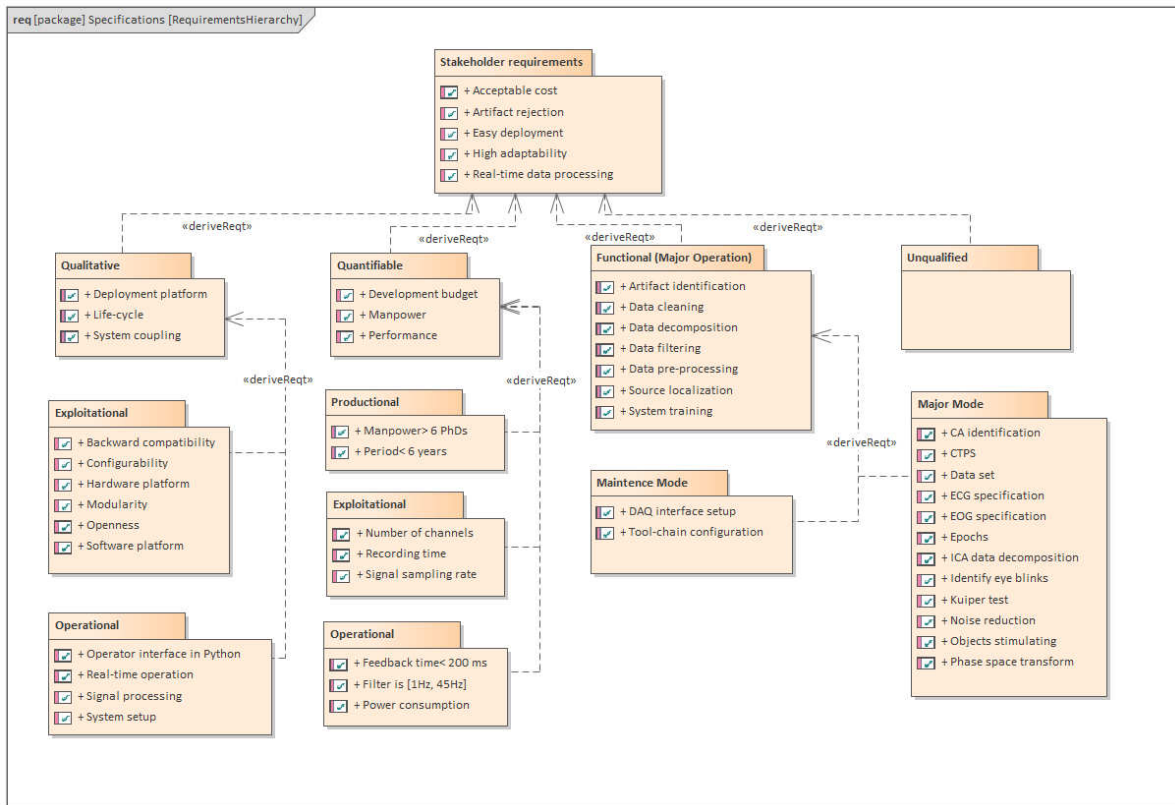 req [package] Specifications [RequirementsHierarchy]
Stakeholder requirements
+ Acceptable cost
+ Artifact rejection
+ Easy deployment
+ High adaptability
+ Real-time data processing
«deriveReqt»
«deriveReqt»
«deriveReqt»
«deriveReqt»
Qualitative
+ Deployment platform
+ Life-cycle
+ System coupling
Quantifiable
+ Development budget
+ Manpower
+ Performance
Functional (Major Operation)
+ Artifact identification
+ Data cleaning
+ Data decomposition
+ Data filtering
+ Data pre-processing
+ Source localization
+ System training
Unqualified
«deriveReqt»
«deriveReqt»
«deriveReqt»
Exploitational
+ Backward compatibility
+ Configurability
+ Hardware platform
+ Modularity
+ Openness
+ Software platform
Productional
+ Manpower> 6 PhDs
+ Period< 6 years
Exploitational
+ Number of channels
+ Recording time
+ Signal sampling rate
Maintence Mode
+ DAQ interface setup
+ Tool-chain configuration
Major Mode
+ CA identification
+ CTPS
+ Data set
+ ECG specification
+ EOG specification
+ Epochs
+ ICA data decomposition
+ Identify eye blinks
+ Kuiper test
+ Noise reduction
+ Objects stimulating
+ Phase space transform
Operational
+ Operator interface in Python
+ Real-time operation
+ Signal processing
+ System setup
Operational
+ Feedback time< 200 ms
+ Filter is [1Hz, 45Hz]
+ Power consumption